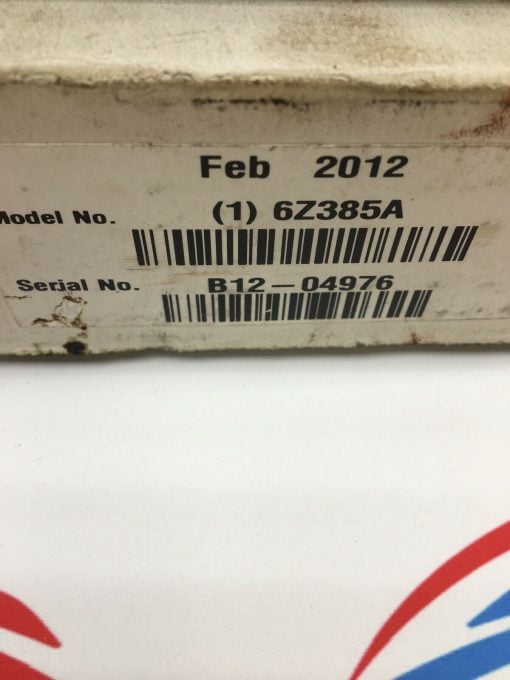 Feb 2012
Model No. (1) 6Z385A
Serial No. B12-04976